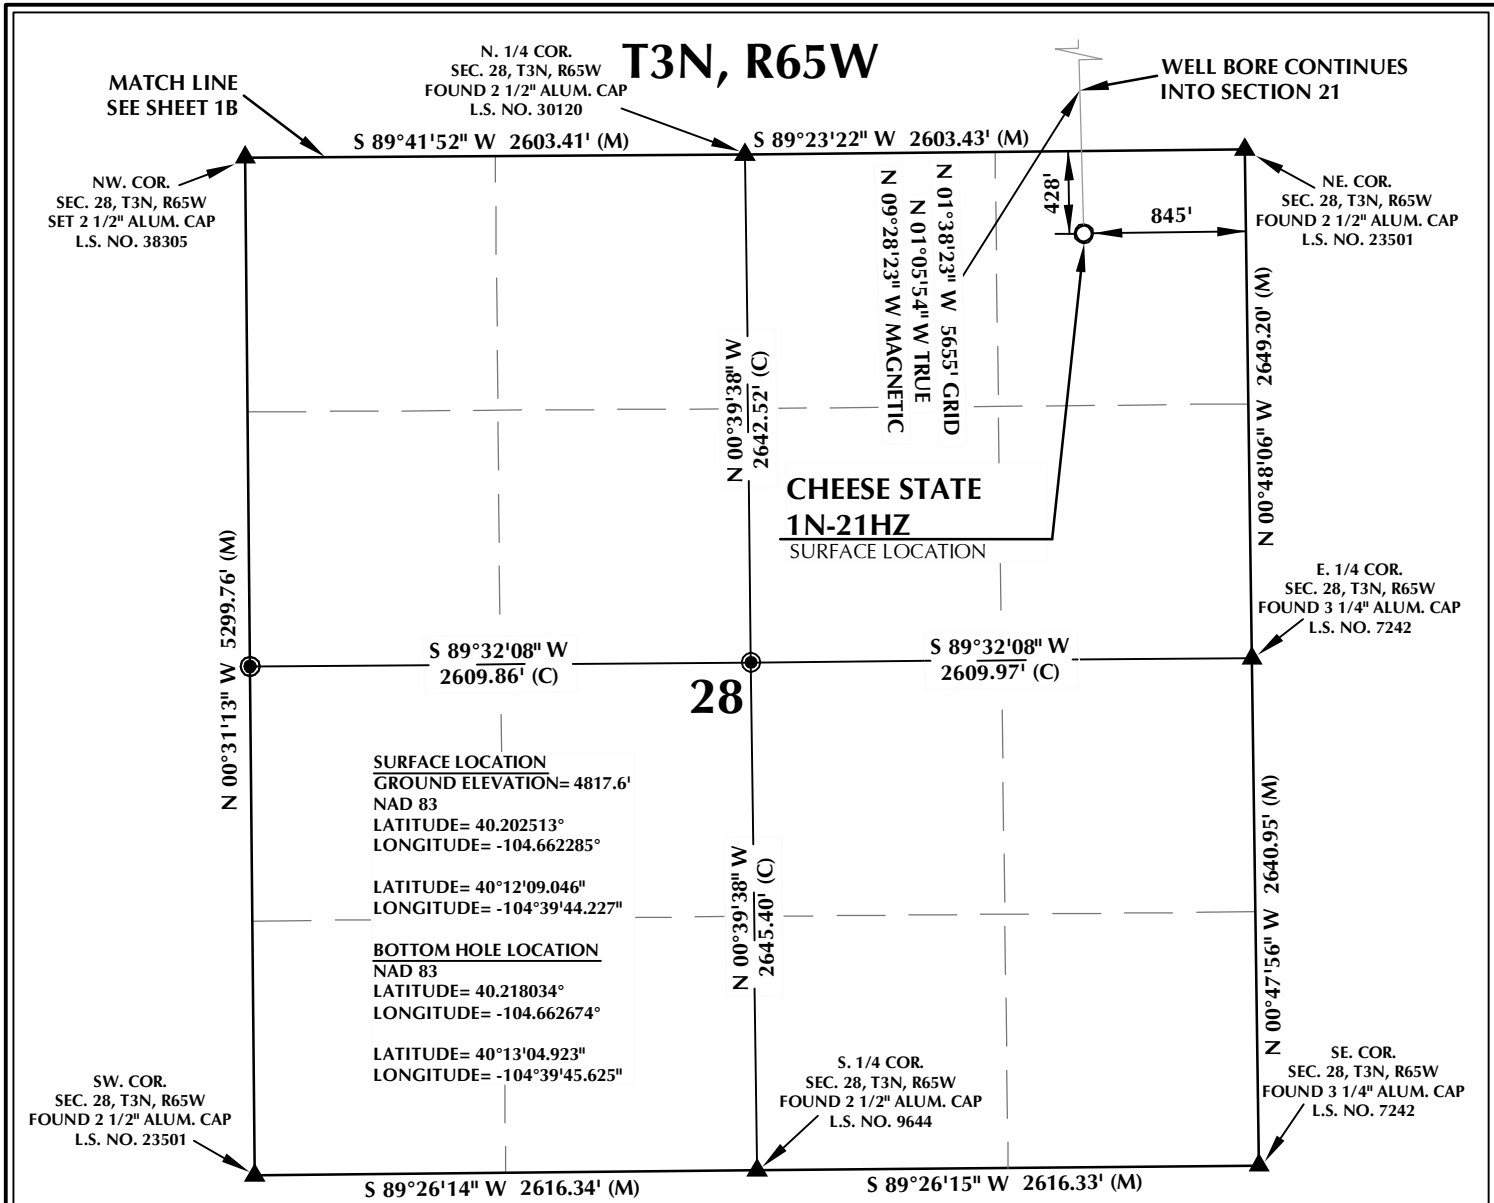 T3N, R65W
MATCH LINE
SEE SHEET 1B
N. 1/4 COR.
SEC. 28, T3N, R65W
FOUND 2 1/2" ALUM. CAP
L.S. NO. 30120
WELL BORE CONTINUES
INTO SECTION 21
S 89°41'52" W 2603.41' (M)
S 89°23'22" W 2603.43' (M)
NW. COR.
SEC. 28, T3N, R65W
SET 2 1/2" ALUM. CAP
L.S. NO. 38305
NE. COR.
SEC. 28, T3N, R65W
FOUND 2 1/2" ALUM. CAP
L.S. NO. 23501
428'
845'
N 01°38'23" W 5655' GRID
N 01°05'54" W TRUE
N 09°28'23" W MAGNETIC
N 00°39'38" W
2642.52' (C)
N 00°48'06" W 2649.20' (M)
CHEESE STATE
1N-21HZ
SURFACE LOCATION
N 00°31'13" W 5299.76' (M)
E. 1/4 COR.
SEC. 28, T3N, R65W
FOUND 3 1/4" ALUM. CAP
L.S. NO. 7242
S 89°32'08" W
2609.86' (C)
S 89°32'08" W
2609.97' (C)
28
SURFACE LOCATION
GROUND ELEVATION= 4817.6'
NAD 83
LATITUDE= 40.202513°
LONGITUDE= -104.662285°
LATITUDE= 40°12'09.046"
LONGITUDE= -104°39'44.227"
BOTTOM HOLE LOCATION
NAD 83
LATITUDE= 40.218034°
LONGITUDE= -104.662674°
LATITUDE= 40°13'04.923"
LONGITUDE= -104°39'45.625"
N 00°39'38" W
2645.40' (C)
N 00°47'56" W 2640.95' (M)
SW. COR.
SEC. 28, T3N, R65W
FOUND 2 1/2" ALUM. CAP
L.S. NO. 23501
S. 1/4 COR.
SEC. 28, T3N, R65W
FOUND 2 1/2" ALUM. CAP
L.S. NO. 9644
SE. COR.
SEC. 28, T3N, R65W
FOUND 3 1/4" ALUM. CAP
L.S. NO. 7242
S 89°26'14" W 2616.34' (M)
S 89°26'15" W 2616.33' (M)